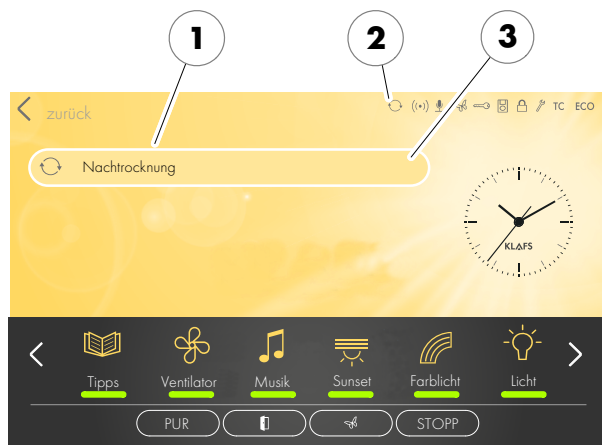 1 2 3
zurück TC ECO
Nachtrocknung
KLAFS
Tipps Ventilator Musik Sunset Farblicht Licht
PUR STOPP